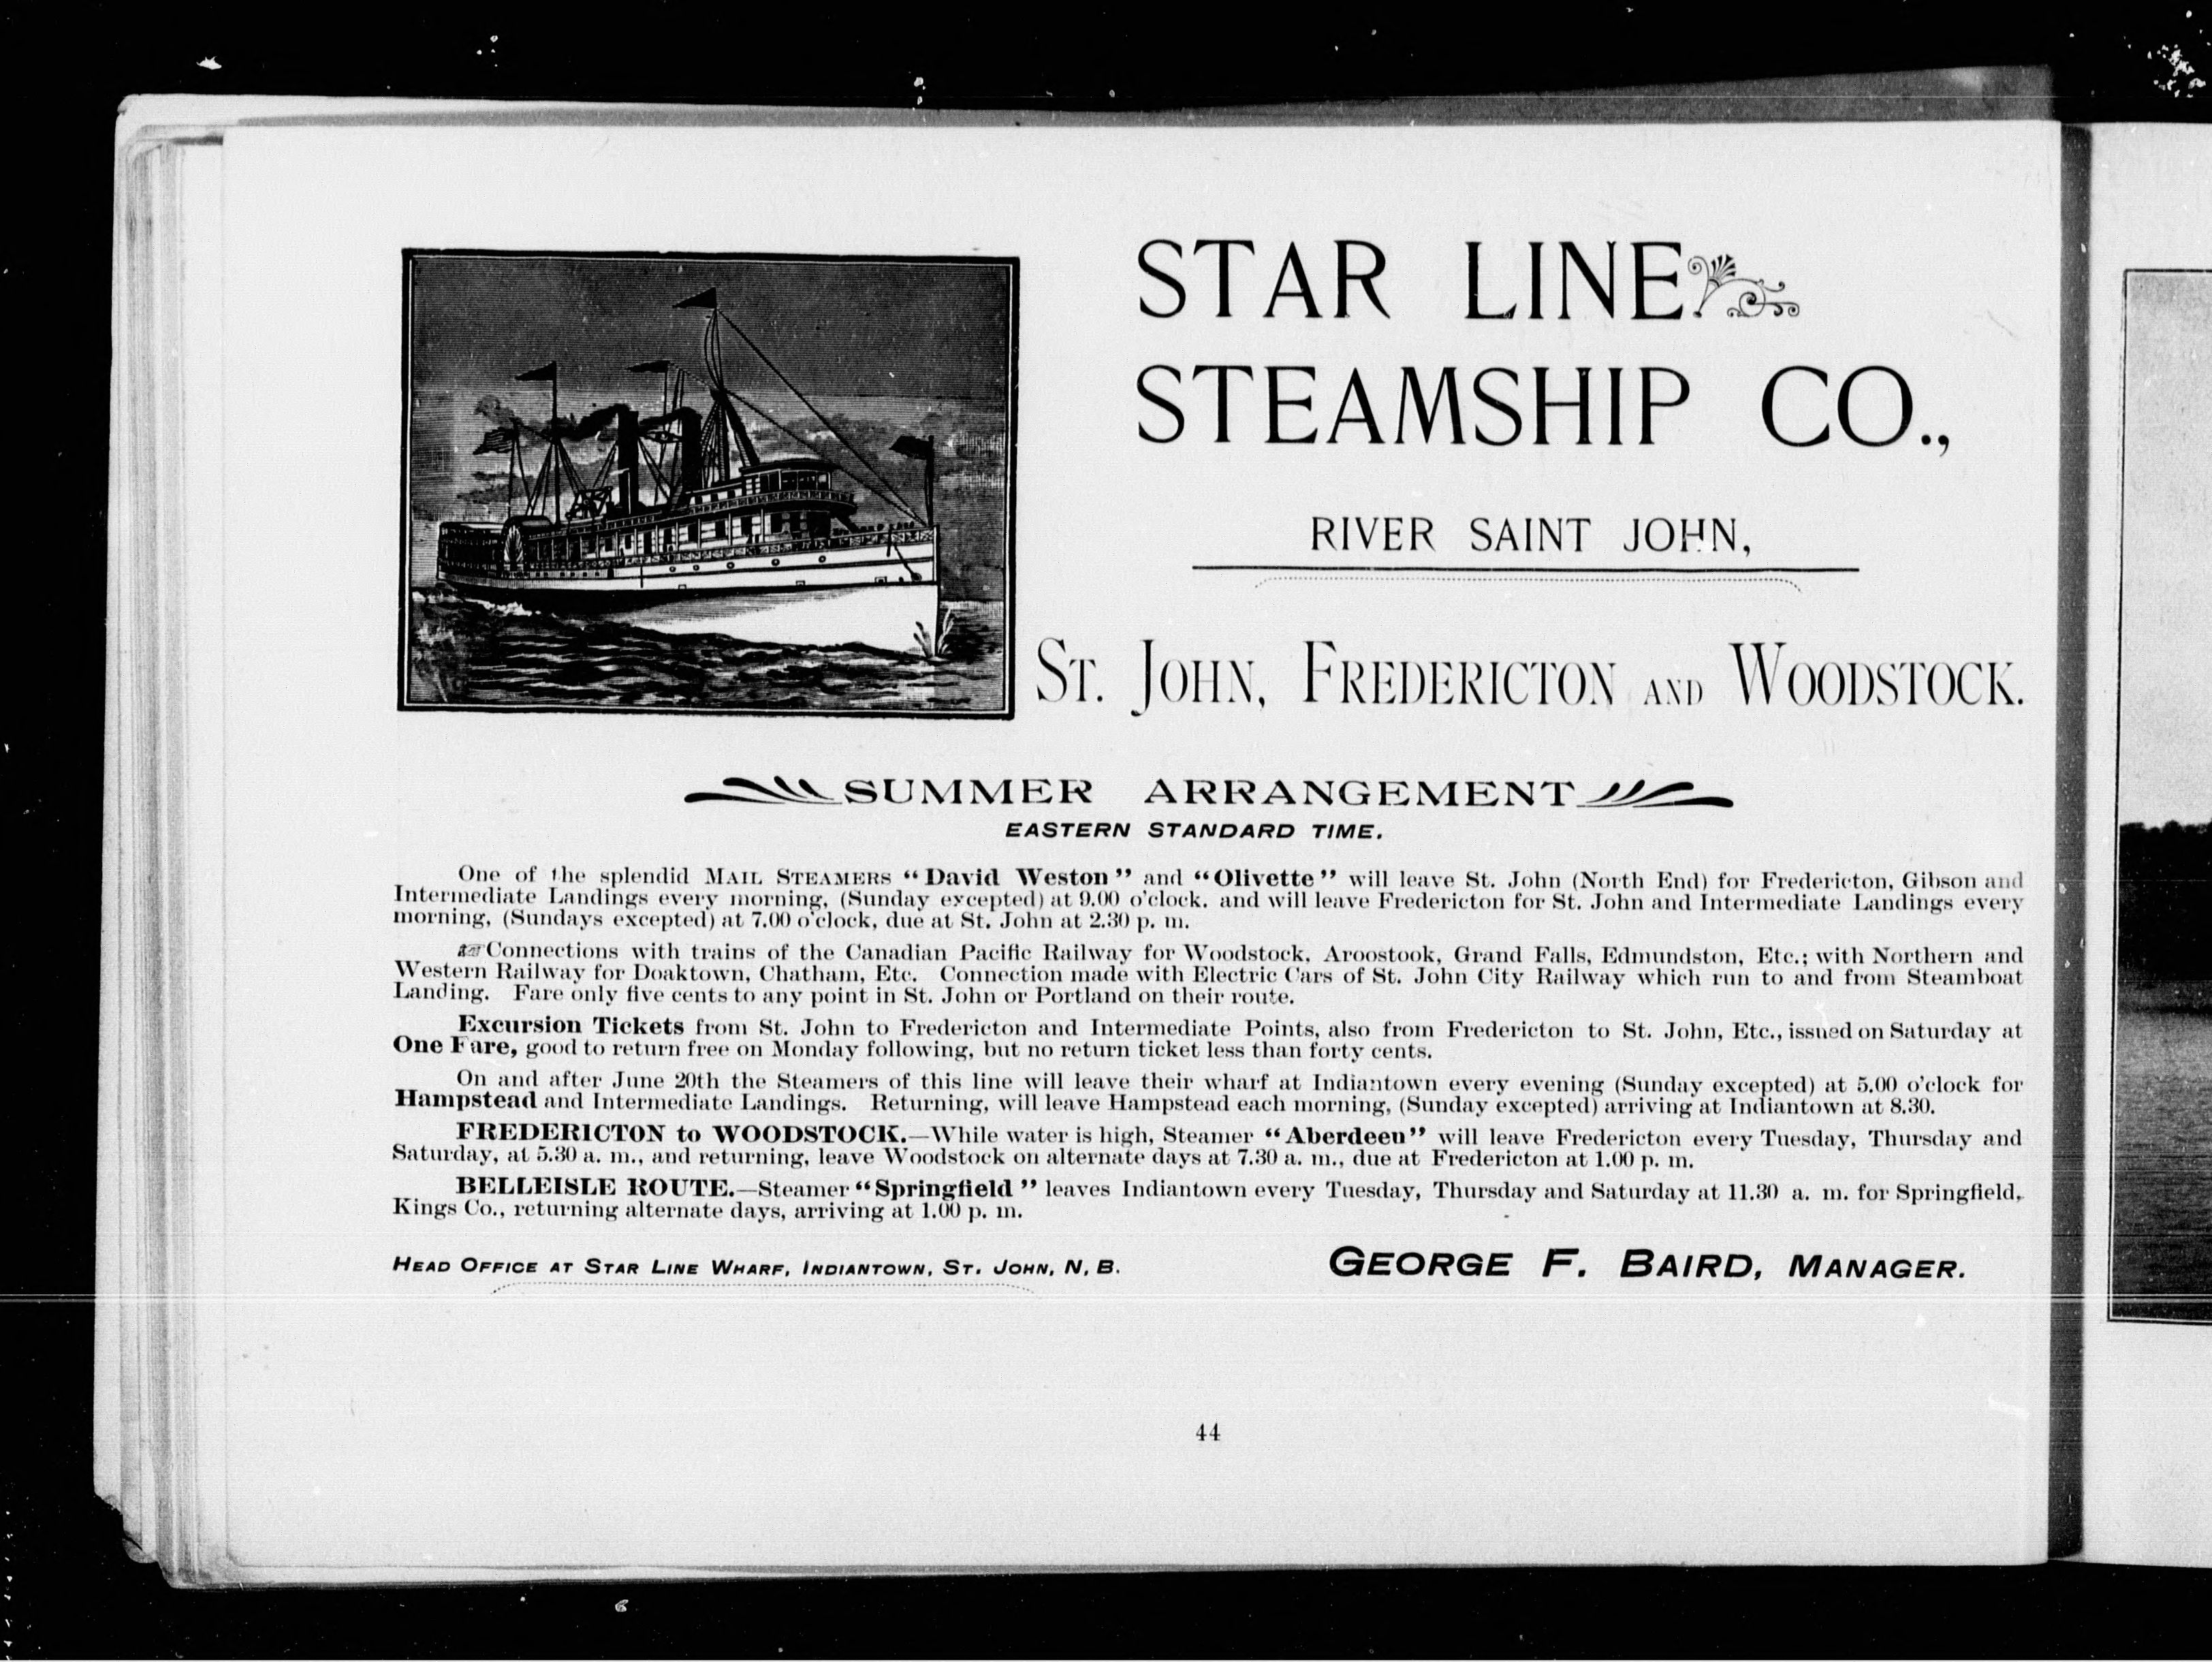 STAR LINE
STEAMSHIP CO.,
RIVER SAINT JOHN,
ST. JOHN, FREDERICTON AND WOODSTOCK.
SUMMER ARRANGEMENT
EASTERN STANDARD TIME.
One of the splendid MAIL STEAMERS "David Weston" and "Olivette" will leave St. John (North End) for Fredericton, Gibson and
Intermediate Landings every morning, (Sunday excepted) at 9.00 o'clock. and will leave Fredericton for St. John and Intermediate Landings every
morning, (Sundays excepted) at 7.00 o'clock, due at St. John at 2.30 p. m.
☞ Connections with trains of the Canadian Pacific Railway for Woodstock, Aroostook, Grand Falls, Edmundston, Etc.; with Northern and
Western Railway for Doaktown, Chatham, Etc. Connection made with Electric Cars of St. John City Railway which run to and from Steamboat
Landing. Fare only five cents to any point in St. John or Portland on their route.
Excursion Tickets from St. John to Fredericton and Intermediate Points, also from Fredericton to St. John, Etc., issued on Saturday at
One Fare, good to return free on Monday following, but no return ticket less than forty cents.
On and after June 20th the Steamers of this line will leave their wharf at Indiantown every evening (Sunday excepted) at 5.00 o'clock for
Hampstead and Intermediate Landings. Returning, will leave Hampstead each morning, (Sunday excepted) arriving at Indiantown at 8.30.
FREDERICTON to WOODSTOCK.—While water is high, Steamer "Aberdeen" will leave Fredericton every Tuesday, Thursday and
Saturday, at 5.30 a. m., and returning, leave Woodstock on alternate days at 7.30 a. m., due at Fredericton at 1.00 p. m.
BELLEISLE ROUTE.—Steamer "Springfield" leaves Indiantown every Tuesday, Thursday and Saturday at 11.30 a. m. for Springfield,
Kings Co., returning alternate days, arriving at 1.00 p. m.
HEAD OFFICE AT STAR LINE WHARF, INDIANTOWN, ST. JOHN, N. B.
GEORGE F. BAIRD, MANAGER.
44